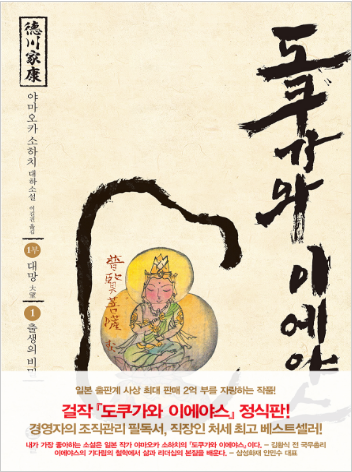 德川家康
야마오카 소하치 대하소설
이길진 옮김
1부 대망 大望
1 출생의 비밀
도쿠가와 이에야스
普賢菩薩
일본 출판계 사상 최대 판매 2억 부를 자랑하는 작품!
걸작 『도쿠가와 이에야스』 정식판!
경영자의 조직관리 필독서, 직장인 처세 최고 베스트셀러!
내가 가장 좋아하는 소설은 일본 작가 야마오카 소하치의 『도쿠가와 이에야스』이다. – 김황식 전 국무총리
이에야스의 기다림의 철학에서 삶과 리더십의 본질을 배운다. – 삼성화재 안민수 대표